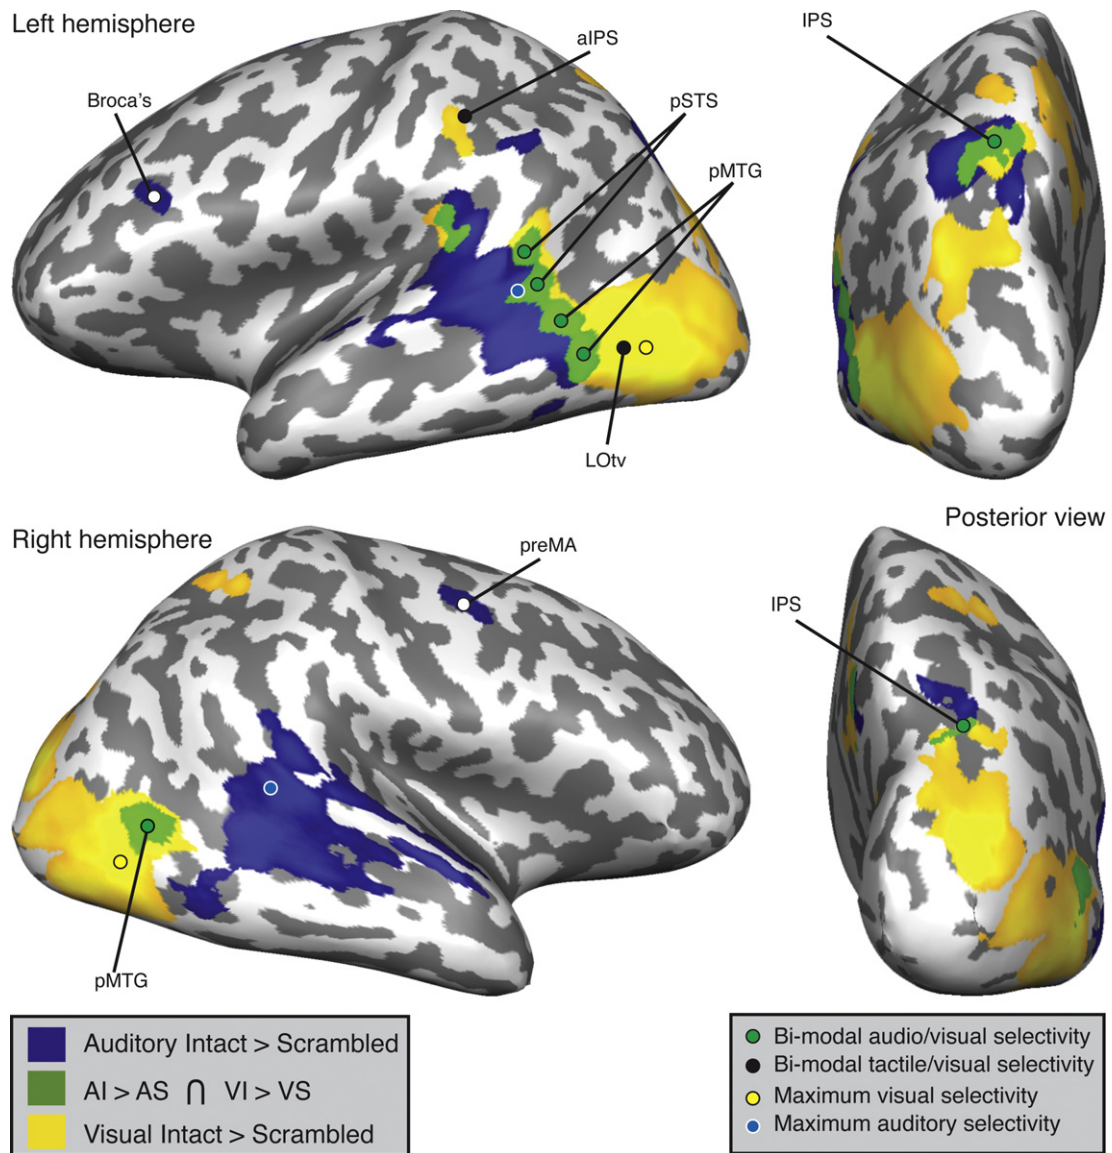 Left hemisphere
IPS
aIPS
Broca's
pSTS
pMTG
LOtv
Right hemisphere
Posterior view
preMA
IPS
pMTG
Auditory Intact > Scrambled
AI > AS ⋂ VI > VS
Visual Intact > Scrambled
Bi-modal audio/visual selectivity
Bi-modal tactile/visual selectivity
Maximum visual selectivity
Maximum auditory selectivity